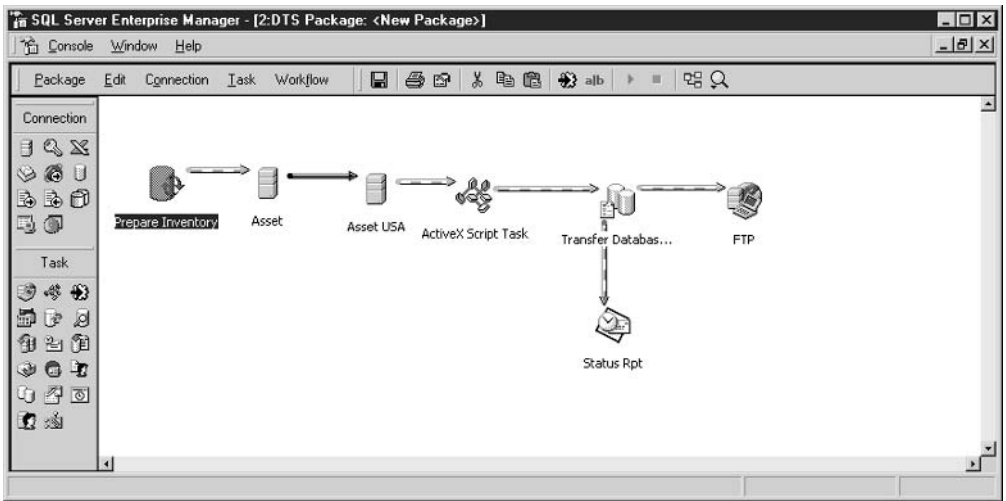 SQL Server Enterprise Manager - [2:DTS Package: <New Package>]
Console Window Help
Package Edit Connection Task Workflow alb
Connection
Task
Prepare Inventory
Asset
Asset USA
ActiveX Script Task
Transfer Databas...
FTP
Status Rpt